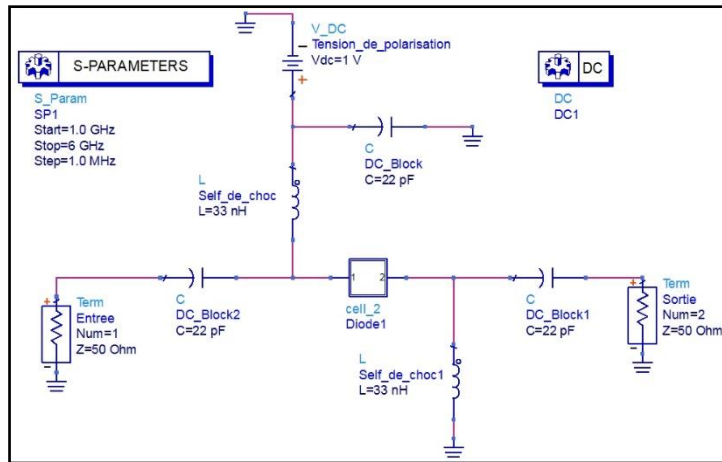 S-PARAMETERS
S_Param
SP1
Start=1.0 GHz
Stop=6 GHz
Step=1.0 MHz
V_DC
Tension_de_polarisation
Vdc=1 V
DC
DC
DC1
C
DC_Block
C=22 pF
L
Self_de_choc
L=33 nH
Term
Entree
Num=1
Z=50 Ohm
C
DC_Block2
C=22 pF
1 2
cell_2
Diode1
C
DC_Block1
C=22 pF
Term
Sortie
Num=2
Z=50 Ohm
L
Self_de_choc1
L=33 nH